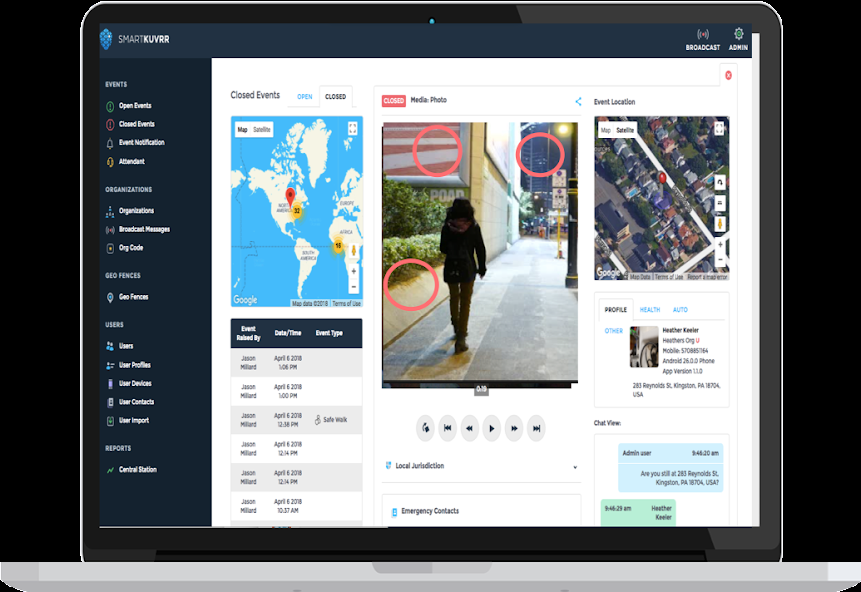 SMARTKUVRR
BROADCAST
ADMIN
EVENTS
Open Events
Closed Events
Event Notification
Attendant
ORGANIZATIONS
Organizations
Broadcast Messages
Org Code
GEO FENCES
Geo Fences
USERS
Users
User Profiles
User Devices
User Contacts
User Import
REPORTS
Central Station
Closed Events
OPEN
CLOSED
Map
Satellite
NORTH
AMERICA
32
EUROPE
AFRICA
15
SOUTH
AMERICA
Google
Map data ©2018
Terms of Use
Event
Raised By
Date/Time
Event Type
Jason
Millard
April 6 2018
1:06 PM
Jason
Millard
April 6 2018
1:00 PM
Jason
Millard
April 6 2018
12:38 PM
Safe Walk
Jason
Millard
April 6 2018
12:14 PM
Jason
Millard
April 6 2018
12:14 PM
Jason
Millard
April 6 2018
10:37 AM
CLOSED
Media: Photo
ROAD
0:19
Local Jurisdiction
Emergency Contacts
Event Location
Map
Satellite
Google
Map Data
Terms of Use
Report a map error
PROFILE
HEALTH
AUTO
OTHER
Heather Keeler
Heathers Org U
Mobile: 5708851164
Android 26.0.0 Phone
App Version 1.1.0
283 Reynolds St, Kingston, PA 18704,
USA
Chat View:
Admin user
9:46:20 am
Are you still at 283 Reynolds St,
Kingston, PA 18704, USA?
9:46:29 am
Heather
Keeler